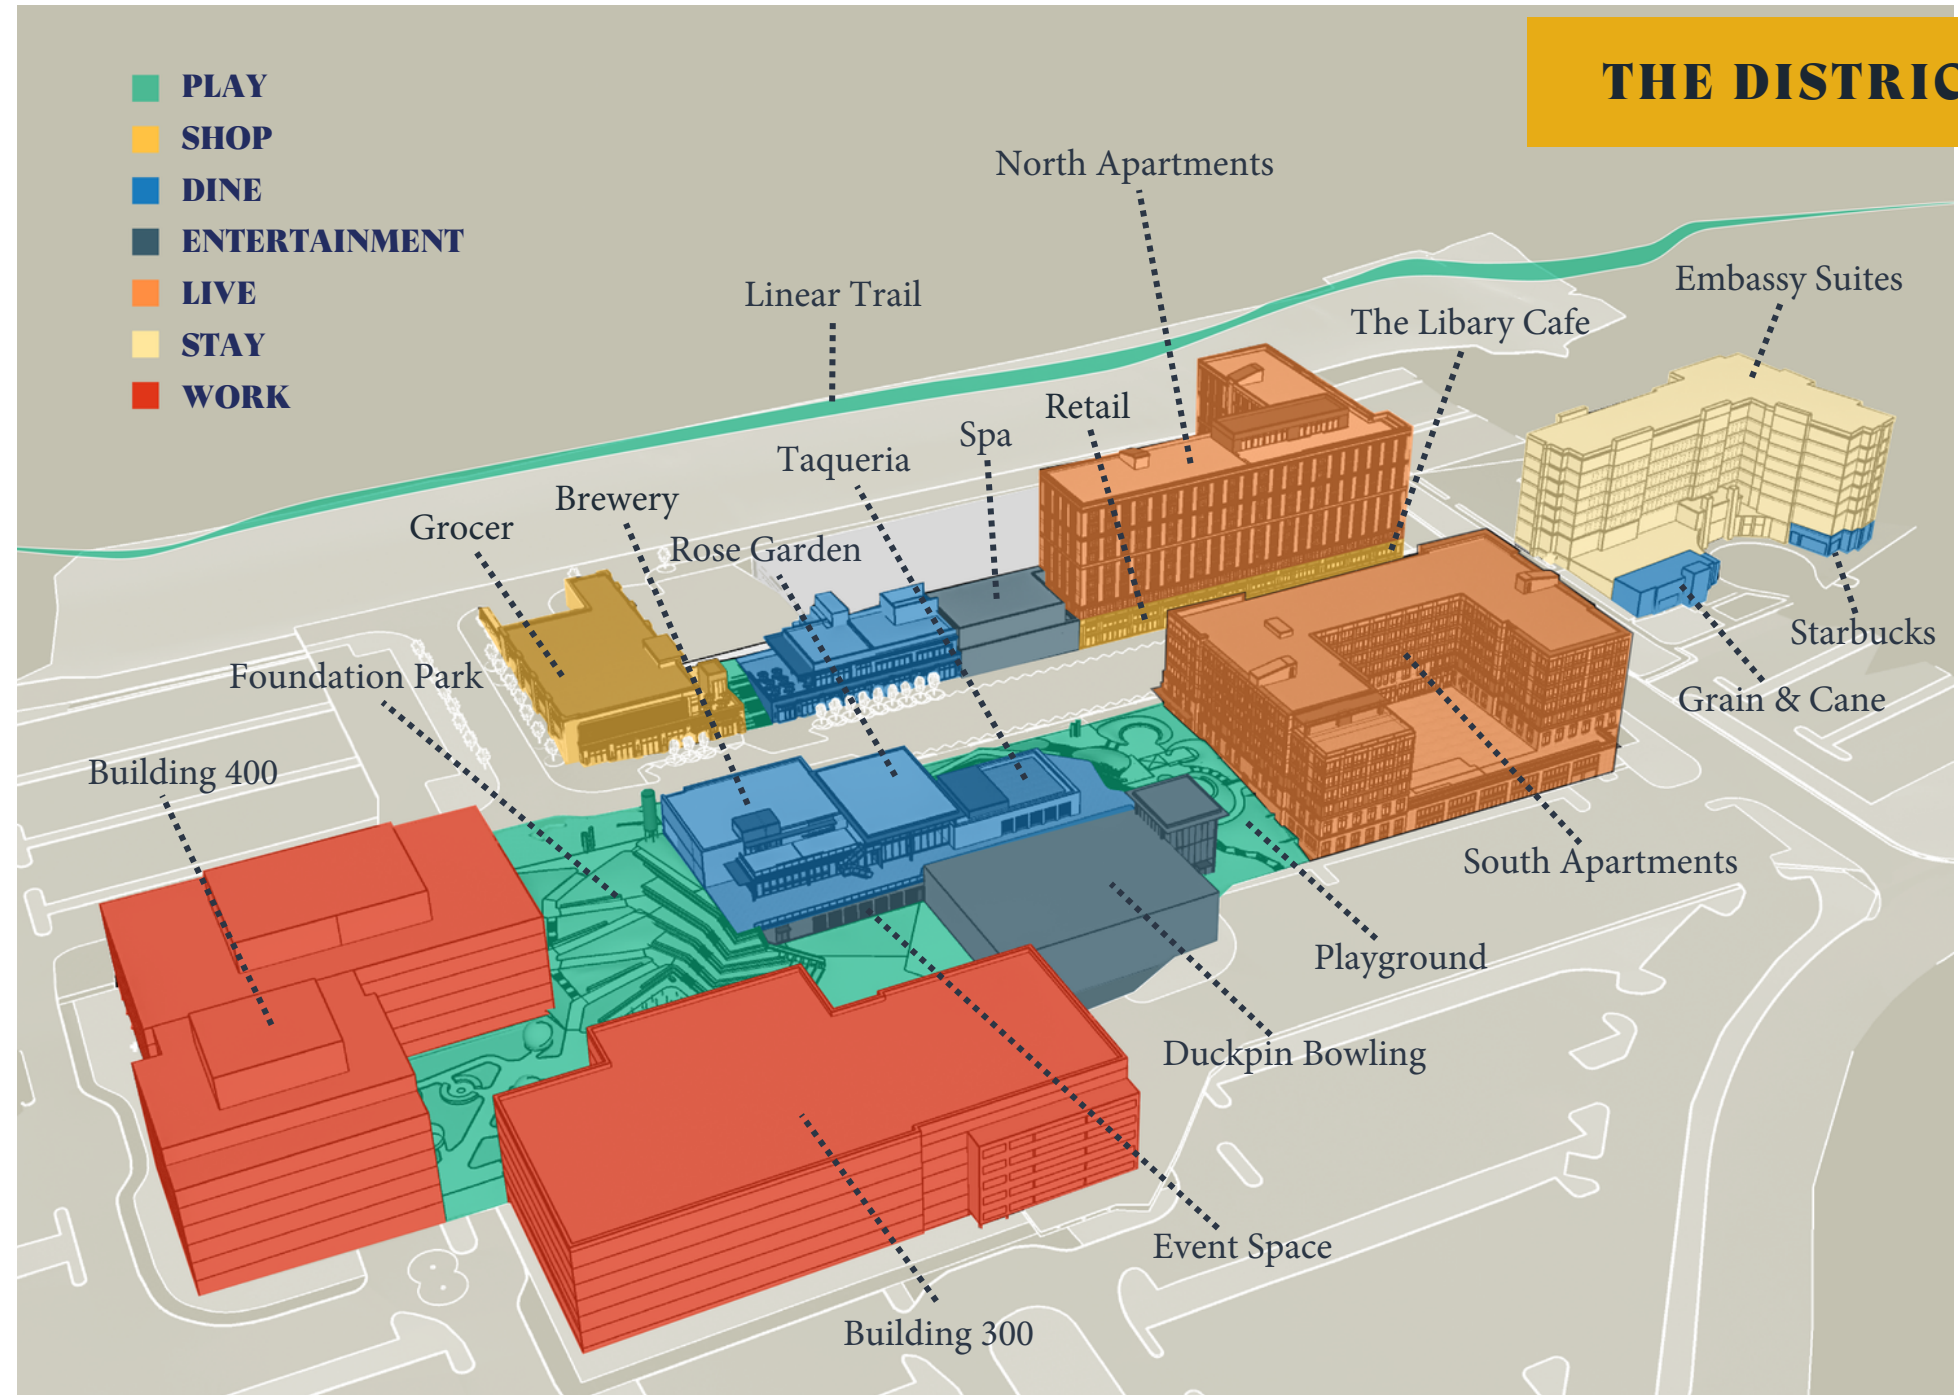 THE DISTRIC
PLAY
SHOP
DINE
ENTERTAINMENT
LIVE
STAY
WORK
North Apartments
Embassy Suites
Linear Trail
The Libary Cafe
Retail
Spa
Taqueria
Brewery
Grocer
Rose Garden
Starbucks
Foundation Park
Grain & Cane
Building 400
South Apartments
Playground
Duckpin Bowling
Event Space
Building 300